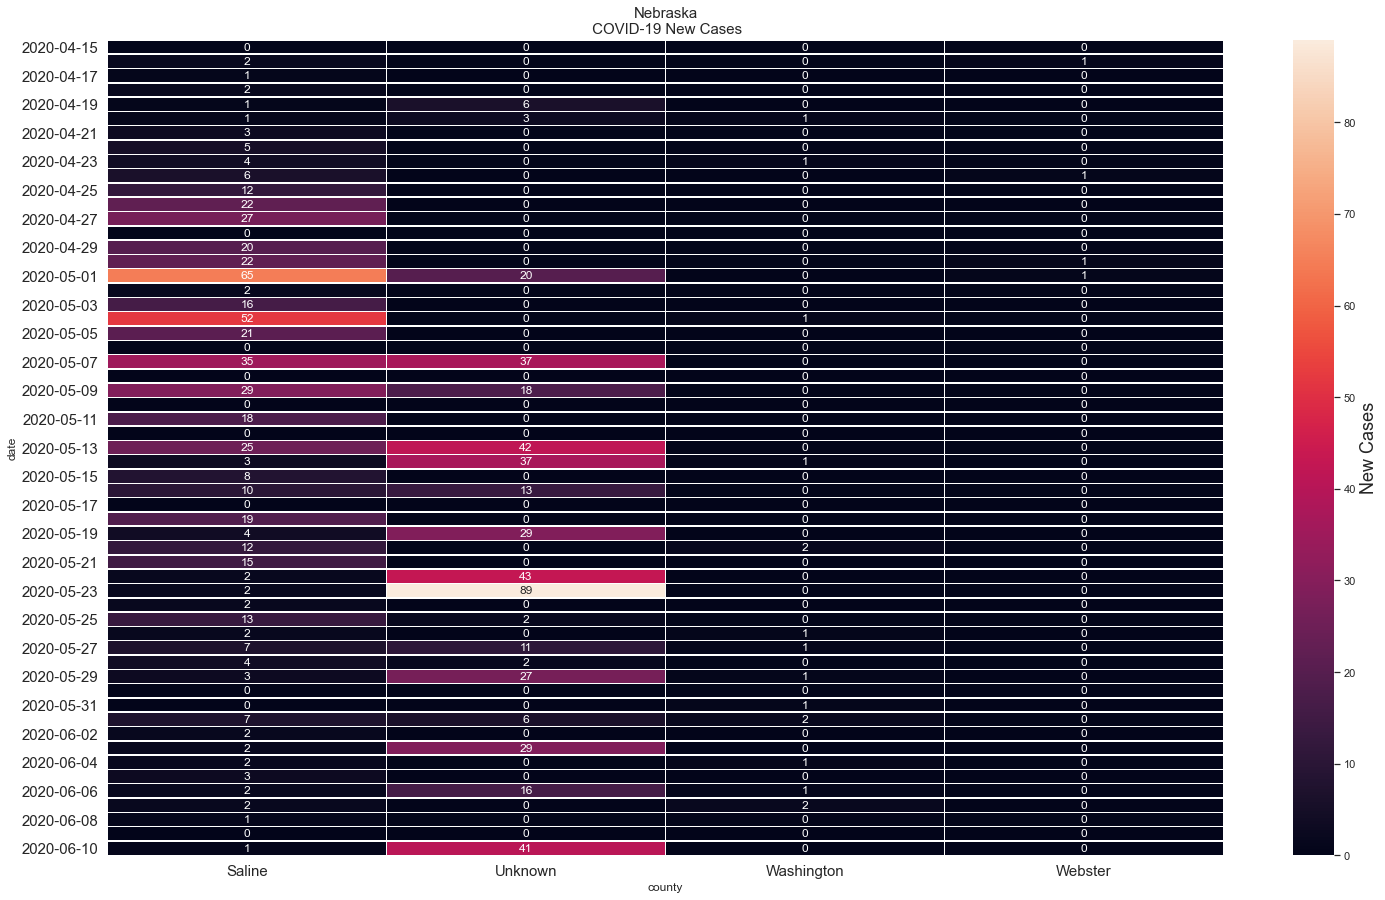 Nebraska
COVID-19 New Cases
2020-04-15 0 0 0 0
2 0 0 1
2020-04-17 1 0 0 0
2 0 0 0
2020-04-19 1 6 0 0
1 3 1 0
2020-04-21 3 0 0 0
5 0 0 0
2020-04-23 4 0 1 0
6 0 0 1
2020-04-25 12 0 0 0
22 0 0 0
2020-04-27 27 0 0 0
0 0 0 0
2020-04-29 20 0 0 0
22 0 0 1
2020-05-01 65 20 0 1
2 0 0 0
2020-05-03 16 0 0 0
52 0 1 0
2020-05-05 21 0 0 0
0 0 0 0
2020-05-07 35 37 0 0
0 0 0 0
2020-05-09 29 18 0 0
0 0 0 0
2020-05-11 18 0 0 0
0 0 0 0
2020-05-13 25 42 0 0
3 37 1 0
2020-05-15 8 0 0 0
10 13 0 0
2020-05-17 0 0 0 0
19 0 0 0
2020-05-19 4 29 0 0
12 0 2 0
2020-05-21 15 0 0 0
2 43 0 0
2020-05-23 2 89 0 0
2 0 0 0
2020-05-25 13 2 0 0
2 0 1 0
2020-05-27 7 11 1 0
4 2 0 0
2020-05-29 3 27 1 0
0 0 0 0
2020-05-31 0 0 1 0
7 6 2 0
2020-06-02 2 0 0 0
2 29 0 0
2020-06-04 2 0 1 0
3 0 0 0
2020-06-06 2 16 1 0
2 0 2 0
2020-06-08 1 0 0 0
0 0 0 0
2020-06-10 1 41 0 0
Saline Unknown Washington Webster
county
date
80
70
60
50
40
30
20
10
0
New Cases